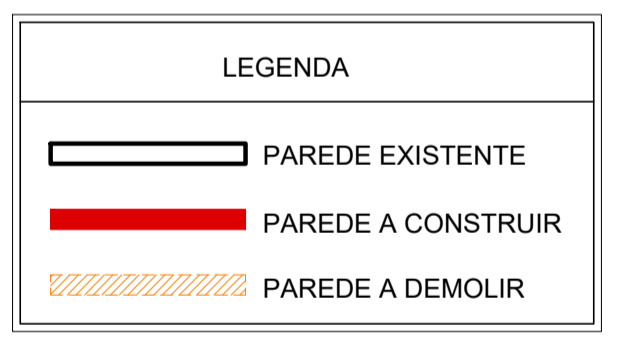 LEGENDA
PAREDE EXISTENTE
PAREDE A CONSTRUIR
PAREDE A DEMOLIR